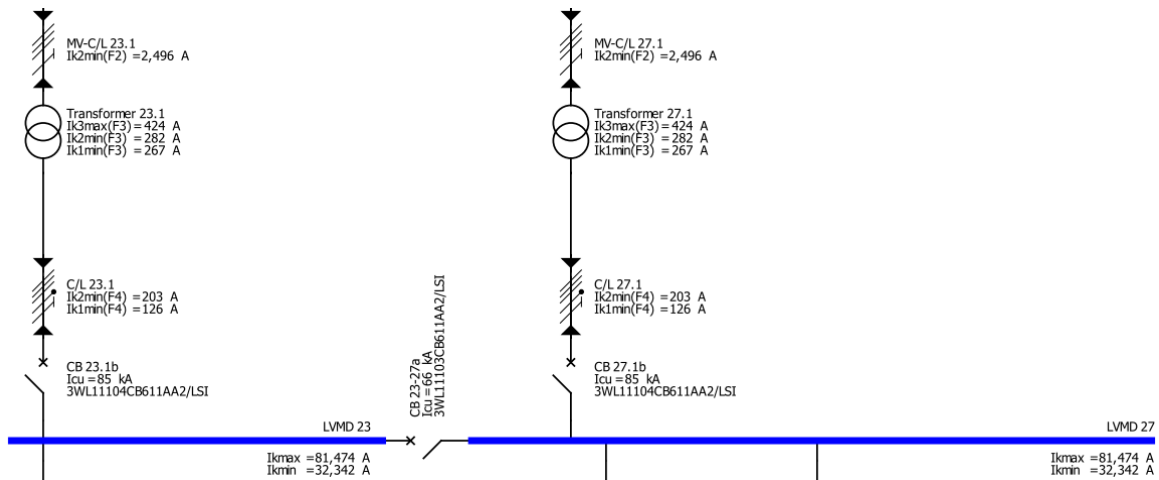 MV-C/L 23.1
Ik2min(F2) =2,496 A
MV-C/L 27.1
Ik2min(F2) =2,496 A
Transformer 23.1
Ik3max(F3)=424 A
Ik2min(F3)=282 A
Ik1min(F3)=267 A
Transformer 27.1
Ik3max(F3)=424 A
Ik2min(F3)=282 A
Ik1min(F3)=267 A
C/L 23.1
Ik2min(F4)=203 A
Ik1min(F4)=126 A
C/L 27.1
Ik2min(F4)=203 A
Ik1min(F4)=126 A
CB 23.1b
Icu=85 kA
3WL11104CB611AA2/LSI
CB 23-27a
Icu=66 kA
3WL11103CB611AA2/LSI
CB 27.1b
Icu=85 kA
3WL11104CB611AA2/LSI
LVMD 23
Ikmax =81,474 A
Ikmin =32,342 A
LVMD 27
Ikmax =81,474 A
Ikmin =32,342 A